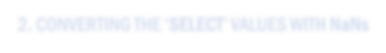 2. CONVERTING THE 'SELECT' VALUES WITH NaNs